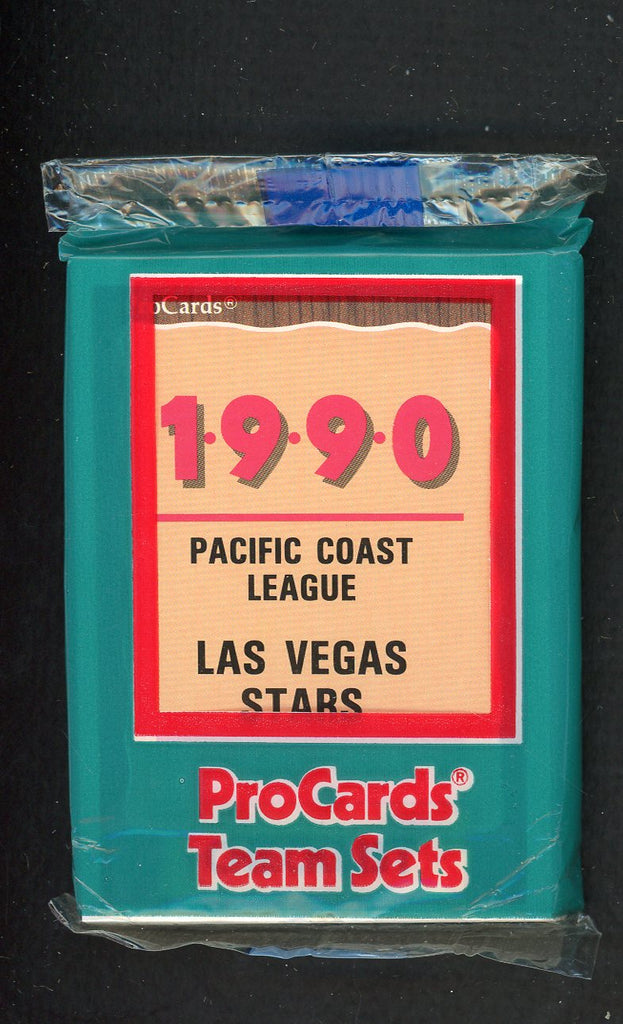 oCards®
1·9·9·0
PACIFIC COAST
LEAGUE
LAS VEGAS
STARS
ProCards®
Team Sets